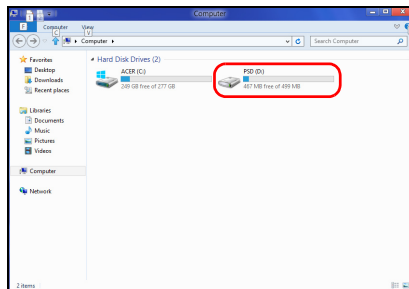 Computer
F Computer View
C V
Computer
Search Computer
Favorites
Desktop
Downloads
Recent places
Libraries
Documents
Music
Pictures
Videos
Computer
Network
Hard Disk Drives (2)
ACER (C:)
249 GB free of 277 GB
PSD (D:)
467 MB free of 499 MB
2 items